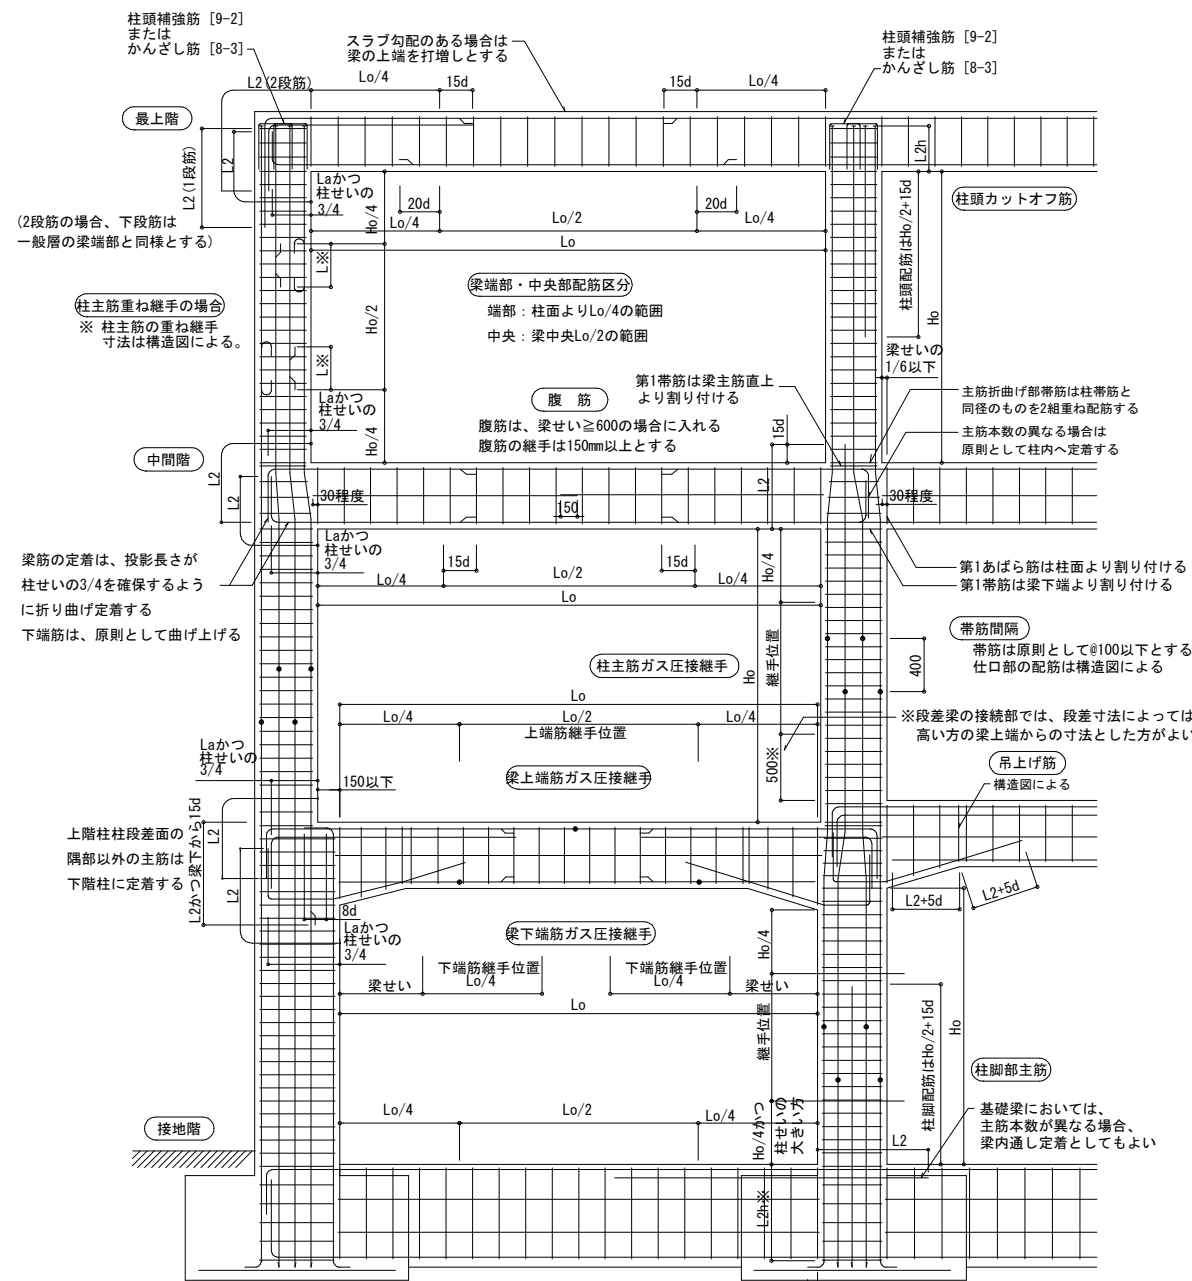 柱頭補強筋 [9-2]
または
かんざし筋 [8-3]
スラブ勾配のある場合は
梁の上端を打増しとする
柱頭補強筋 [9-2]
または
かんざし筋 [8-3]
L2(2段筋)
Lo/4
15d
15d
Lo/4
最上階
L2(1段筋)
L2
L2h
Laかつ
柱せいの
3/4
Ho/4
20d
Lo/4
Lo/2
20d
Lo/4
Lo
柱頭カットオフ筋
柱頭配筋はHo/2+15d
Ho
(2段筋の場合、下段筋は
一般層の梁端部と同様とする)
L※
梁端部・中央部配筋区分
端部：柱面よりLo/4の範囲
中央：梁中央Lo/2の範囲
柱主筋重ね継手の場合
※ 柱主筋の重ね継手
寸法は構造図による。
Ho/2
L※
梁せいの
1/6以下
第1帯筋は梁主筋直上
より割り付ける
主筋折曲げ部帯筋は柱帯筋と
同径のものを2組重ね配筋する
Laかつ
柱せいの
3/4
Ho/4
腹 筋
腹筋は、梁せい≧600の場合に入れる
腹筋の継手は150mm以上とする
15d
主筋本数の異なる場合は
原則として柱内へ定着する
中間階
L2
L2
L2
30程度
150
30程度
梁筋の定着は、投影長さが
柱せいの3/4を確保するよう
に折り曲げ定着する
下端筋は、原則として曲げ上げる
Laかつ
柱せいの
3/4
15d
15d
Lo/4
Lo/2
Lo/4
Lo
Ho/4
第1あばら筋は柱面より割り付ける
第1帯筋は梁下端より割り付ける
帯筋間隔
帯筋は原則として@100以下とする
仕口部の配筋は構造図による
400
柱主筋ガス圧接継手
Ho
継手位置
Lo
Lo/4
Lo/2
Lo/4
上端筋継手位置
※段差梁の接続部では、段差寸法によっては
高い方の梁上端からの寸法とした方がよい
Laかつ
柱せいの
3/4
150以下
梁上端筋ガス圧接継手
500※
吊上げ筋
構造図による
上階柱柱段差面の
隅部以外の主筋は
下階柱に定着する
L2かつ梁下から15d
L2
L2
8d
L2+5d
L2+5d
Laかつ
柱せいの
3/4
梁下端筋ガス圧接継手
Ho/4
下端筋継手位置
下端筋継手位置
梁せい
Lo/4
Lo/4
梁せい
Lo
継手位置
柱脚配筋はHo/2+15d
Ho
柱脚部主筋
接地階
Lo/4
Lo/2
Lo/4
Ho/4かつ
柱せいの
大きい方
L2
基礎梁においては、
主筋本数が異なる場合、
梁内通し定着としてもよい
L2h※